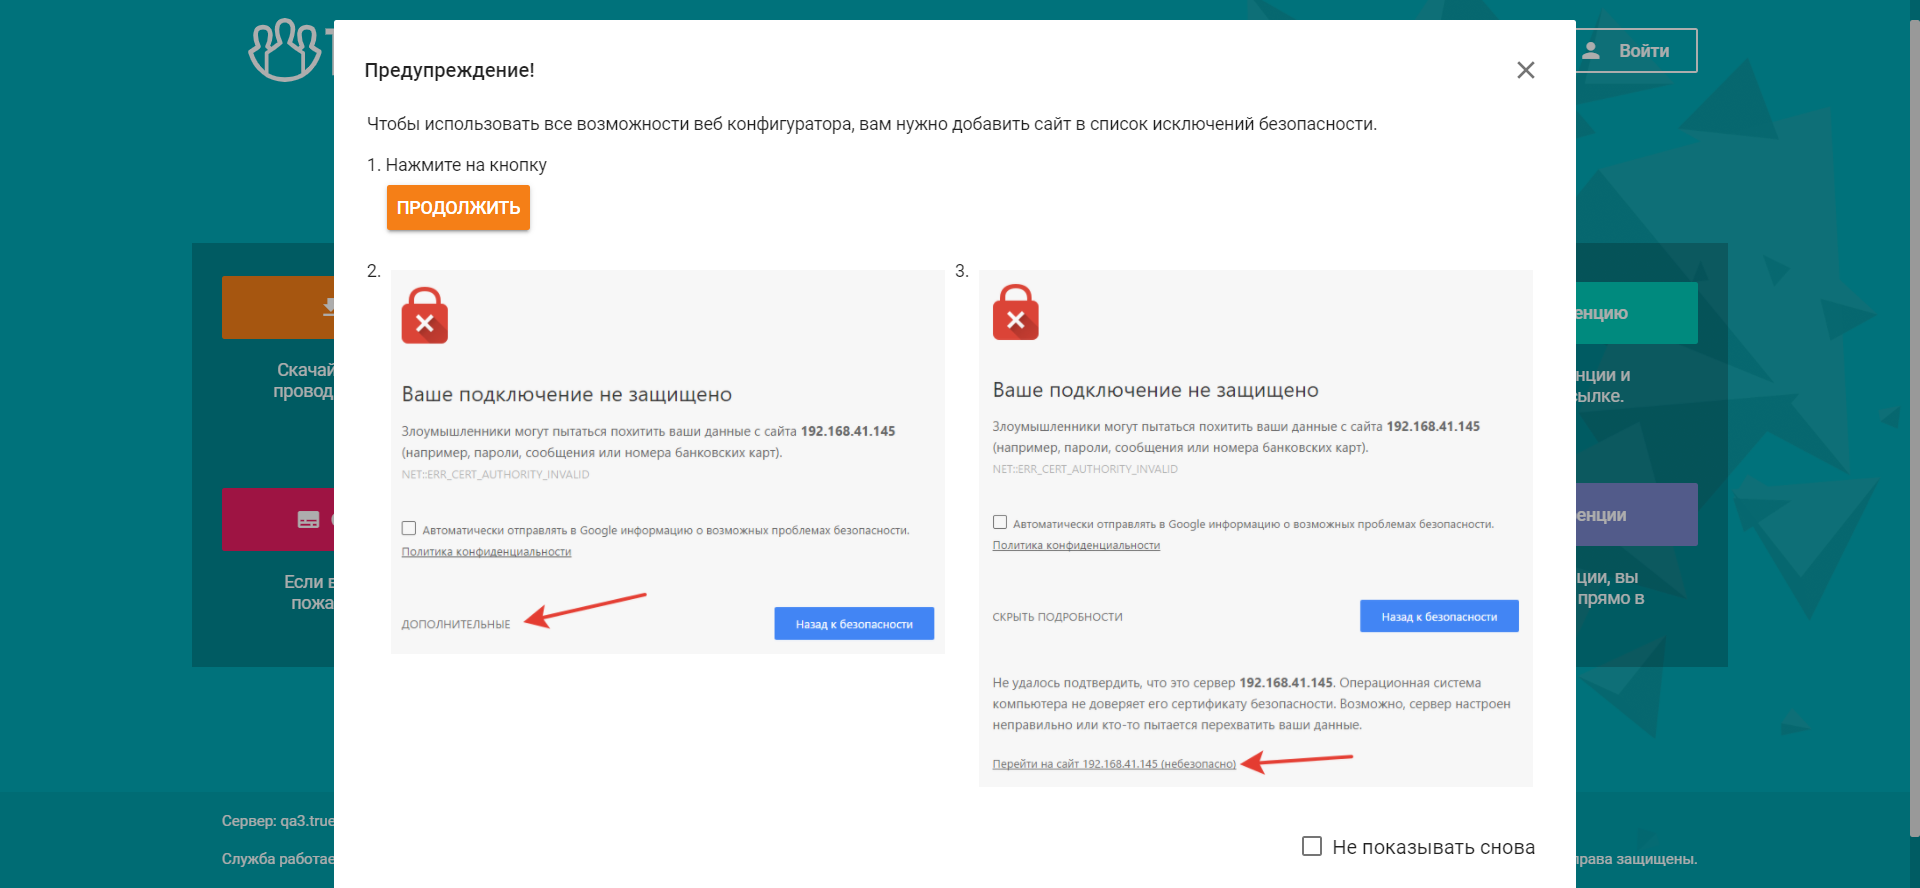 Войти
Предупреждение!
Чтобы использовать все возможности веб конфигуратора, вам нужно добавить сайт в список исключений безопасности.
1. Нажмите на кнопку
ПРОДОЛЖИТЬ
2.
Ваше подключение не защищено
Злоумышленники могут пытаться похитить ваши данные с сайта 192.168.41.145
(например, пароли, сообщения или номера банковских карт).
NET::ERR_CERT_AUTHORITY_INVALID
Автоматически отправлять в Google информацию о возможных проблемах безопасности.
Политика конфиденциальности
ДОПОЛНИТЕЛЬНЫЕ
Назад к безопасности
3.
Ваше подключение не защищено
Злоумышленники могут пытаться похитить ваши данные с сайта 192.168.41.145
(например, пароли, сообщения или номера банковских карт).
NET::ERR_CERT_AUTHORITY_INVALID
Автоматически отправлять в Google информацию о возможных проблемах безопасности.
Политика конфиденциальности
СКРЫТЬ ПОДРОБНОСТИ
Назад к безопасности
Не удалось подтвердить, что это сервер 192.168.41.145. Операционная система
компьютера не доверяет его сертификату безопасности. Возможно, сервер настроен
неправильно или кто-то пытается перехватить ваши данные.
Перейти на сайт 192.168.41.145 (небезопасно)
Не показывать снова
Скачай
провод
Если в
пожа
енцию
нции и
сылке.
енции
ции, вы
прямо в
Сервер: qa3.true
Служба работае
права защищены.